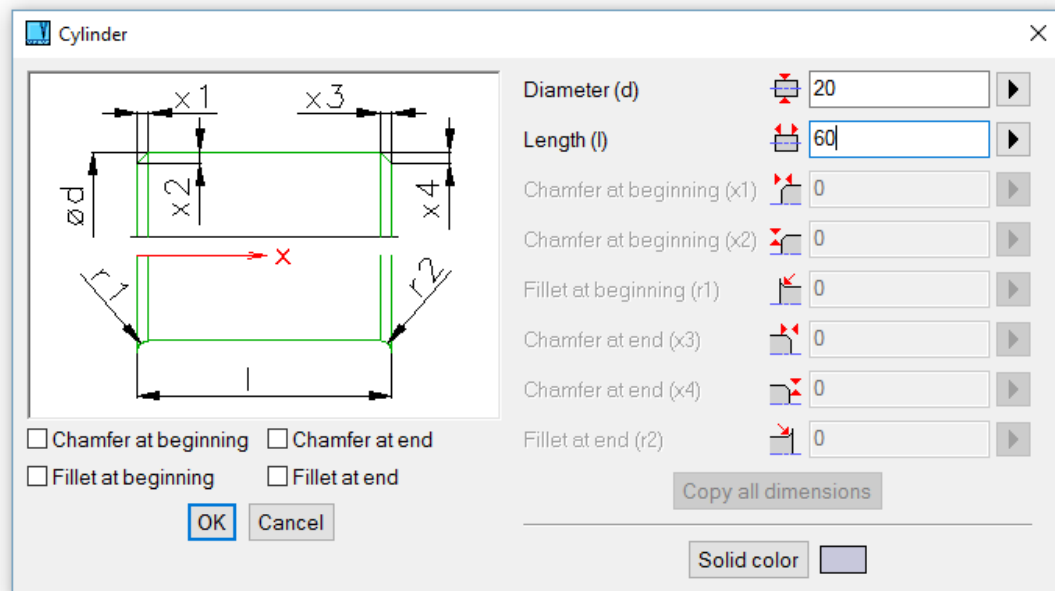 Cylinder
x1
x3
ød
x2
x4
x
r1
r2
l
Chamfer at beginning
Chamfer at end
Fillet at beginning
Fillet at end
OK
Cancel
Diameter (d)
20
Length (l)
60
Chamfer at beginning (x1)
0
Chamfer at beginning (x2)
0
Fillet at beginning (r1)
0
Chamfer at end (x3)
0
Chamfer at end (x4)
0
Fillet at end (r2)
0
Copy all dimensions
Solid color